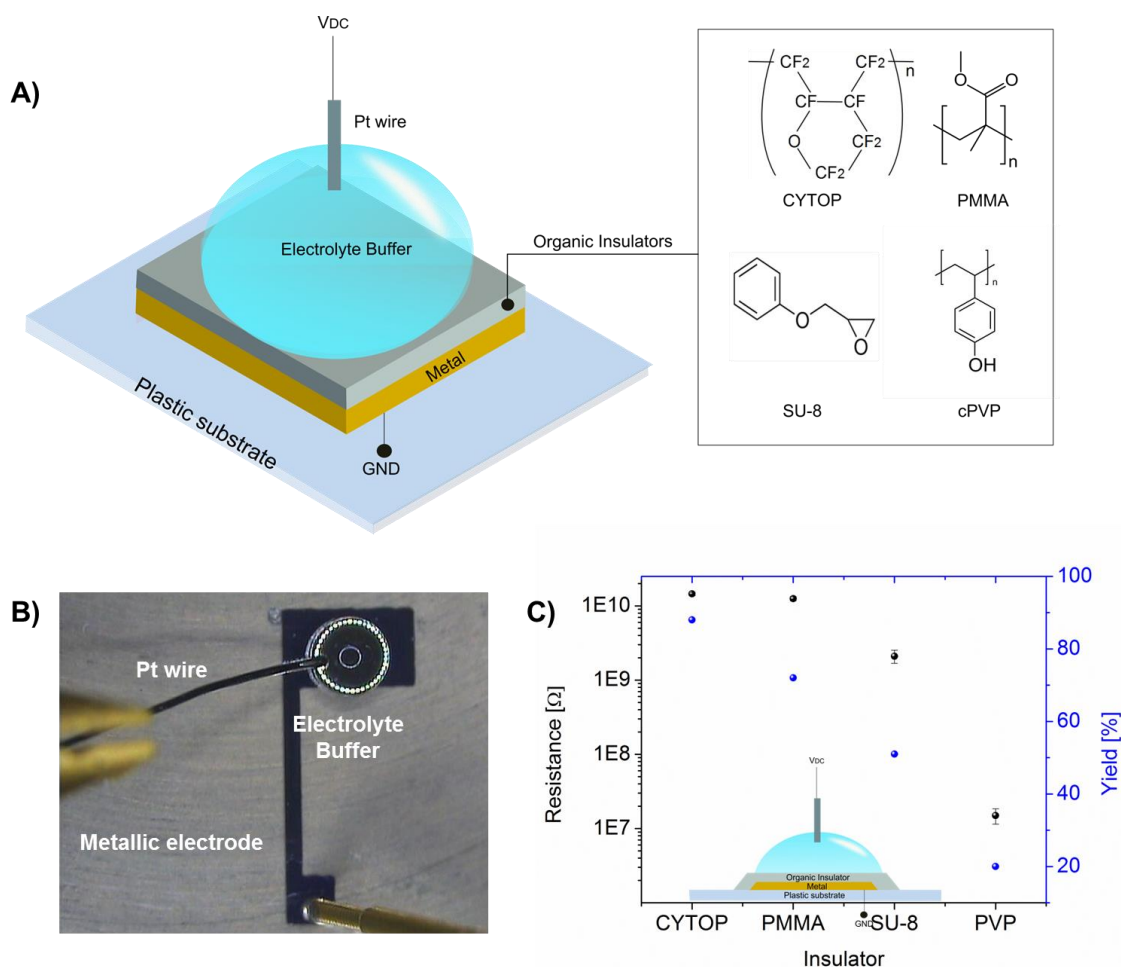 A)
VDC
Pt wire
Electrolyte Buffer
Metal
Plastic substrate
GND
Organic Insulators
CF2
CF2
n
CF
CF
O
CF2
CF2
CYTOP
O
O
n
PMMA
O
O
SU-8
n
OH
cPVP
B)
Pt wire
Electrolyte
Buffer
Metallic electrode
C)
Resistance [Ω]
1E10
1E9
1E8
1E7
100
80
60
40
20
Yield [%]
VDC
Organic Insulator
Metal
Plastic substrate
GND
CYTOP
PMMA
SU-8
PVP
Insulator